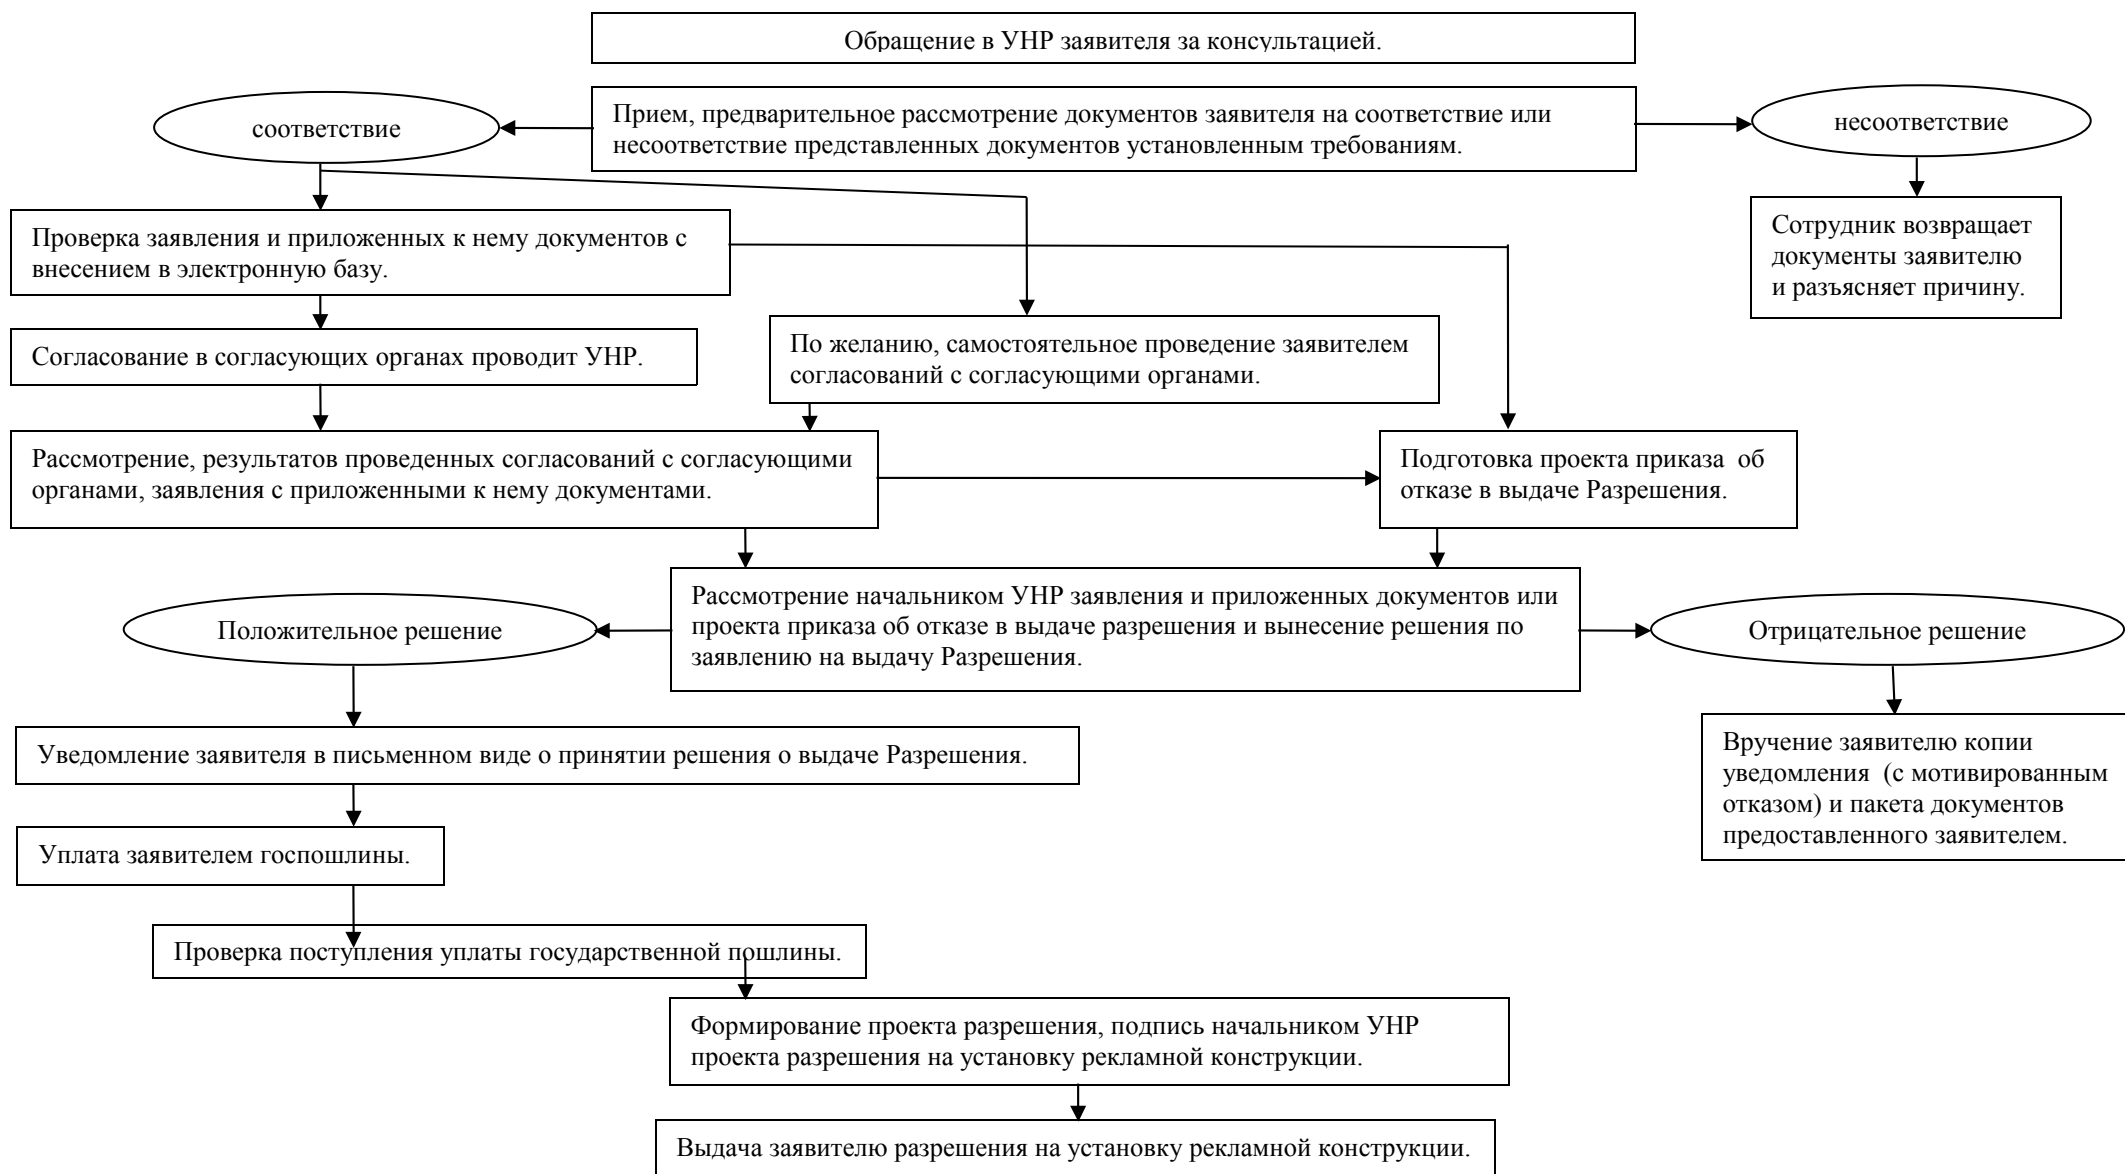 Обращение в УНР заявителя за консультацией.
соответствие
Прием, предварительное рассмотрение документов заявителя на соответствие или
несоответствие представленных документов установленным требованиям.
несоответствие
Проверка заявления и приложенных к нему документов с
внесением в электронную базу.
Сотрудник возвращает
документы заявителю
и разъясняет причину.
Согласование в согласующих органах проводит УНР.
По желанию, самостоятельное проведение заявителем
согласований с согласующими органами.
Рассмотрение, результатов проведенных согласований с согласующими
органами, заявления с приложенными к нему документами.
Подготовка проекта приказа  об
отказе в выдаче Разрешения.
Положительное решение
Рассмотрение начальником УНР заявления и приложенных документов или
проекта приказа об отказе в выдаче разрешения и вынесение решения по
заявлению на выдачу Разрешения.
Отрицательное решение
Уведомление заявителя в письменном виде о принятии решения о выдаче Разрешения.
Вручение заявителю копии
уведомления  (с мотивированным
отказом) и пакета документов
предоставленного заявителем.
Уплата заявителем госпошлины.
Проверка поступления уплаты государственной пошлины.
Формирование проекта разрешения, подпись начальником УНР
проекта разрешения на установку рекламной конструкции.
Выдача заявителю разрешения на установку рекламной конструкции.